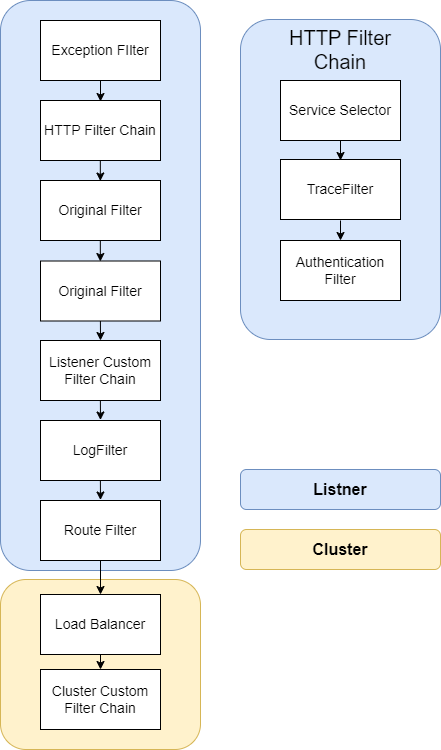 Exception FIlter
HTTP Filter Chain
Original Filter
Original Filter
Listener Custom
Filter Chain
LogFilter
Route Filter
Load Balancer
Cluster Custom
Filter Chain
HTTP Filter
Chain
Service Selector
TraceFilter
Authentication
Filter
Listner
Cluster